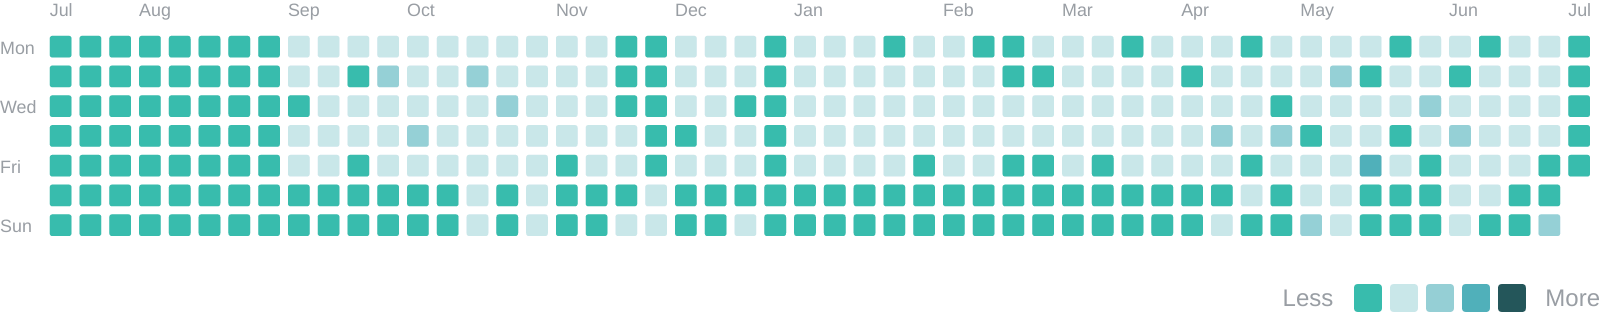 Jul Aug Sep Oct Nov Dec Jan Feb Mar Apr May Jun Jul
Mon
Wed
Fri
Sun
Less More